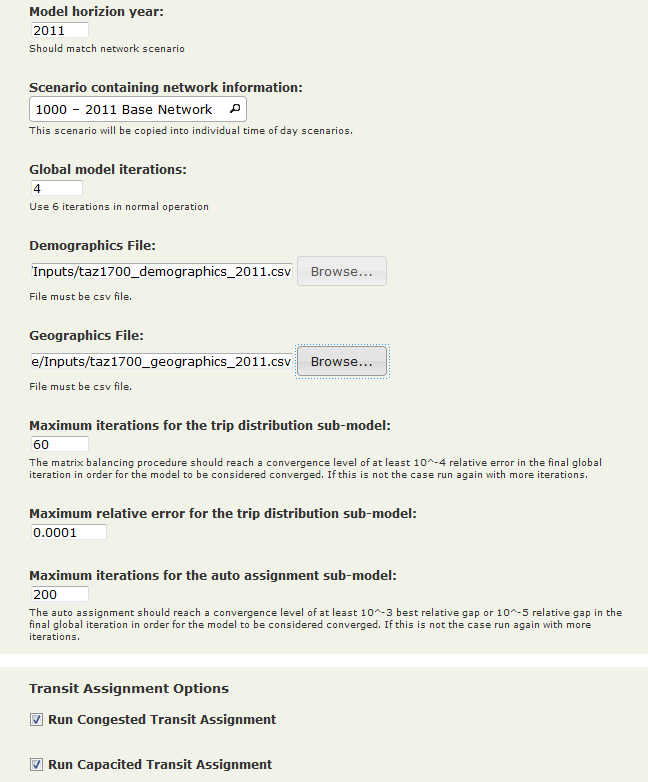 Model horizion year:
2011
Should match network scenario
Scenario containing network information:
1000 – 2011 Base Network
This scenario will be copied into individual time of day scenarios.
Global model iterations:
4
Use 6 iterations in normal operation
Demographics File:
'Inputs/taz1700_demographics_2011.csv Browse...
File must be csv file.
Geographics File:
e/Inputs/taz1700_geographics_2011.csv Browse...
File must be csv file.
Maximum iterations for the trip distribution sub-model:
60
The matrix balancing procedure should reach a convergence level of at least 10^-4 relative error in the final global
iteration in order for the model to be considered converged. If this is not the case run again with more iterations.
Maximum relative error for the trip distribution sub-model:
0.0001
Maximum iterations for the auto assignment sub-model:
200
The auto assignment should reach a convergence level of at least 10^-3 best relative gap or 10^-5 relative gap in the
final global iteration in order for the model to be considered converged. If this is not the case run again with more
iterations.
Transit Assignment Options
Run Congested Transit Assignment
Run Capacited Transit Assignment